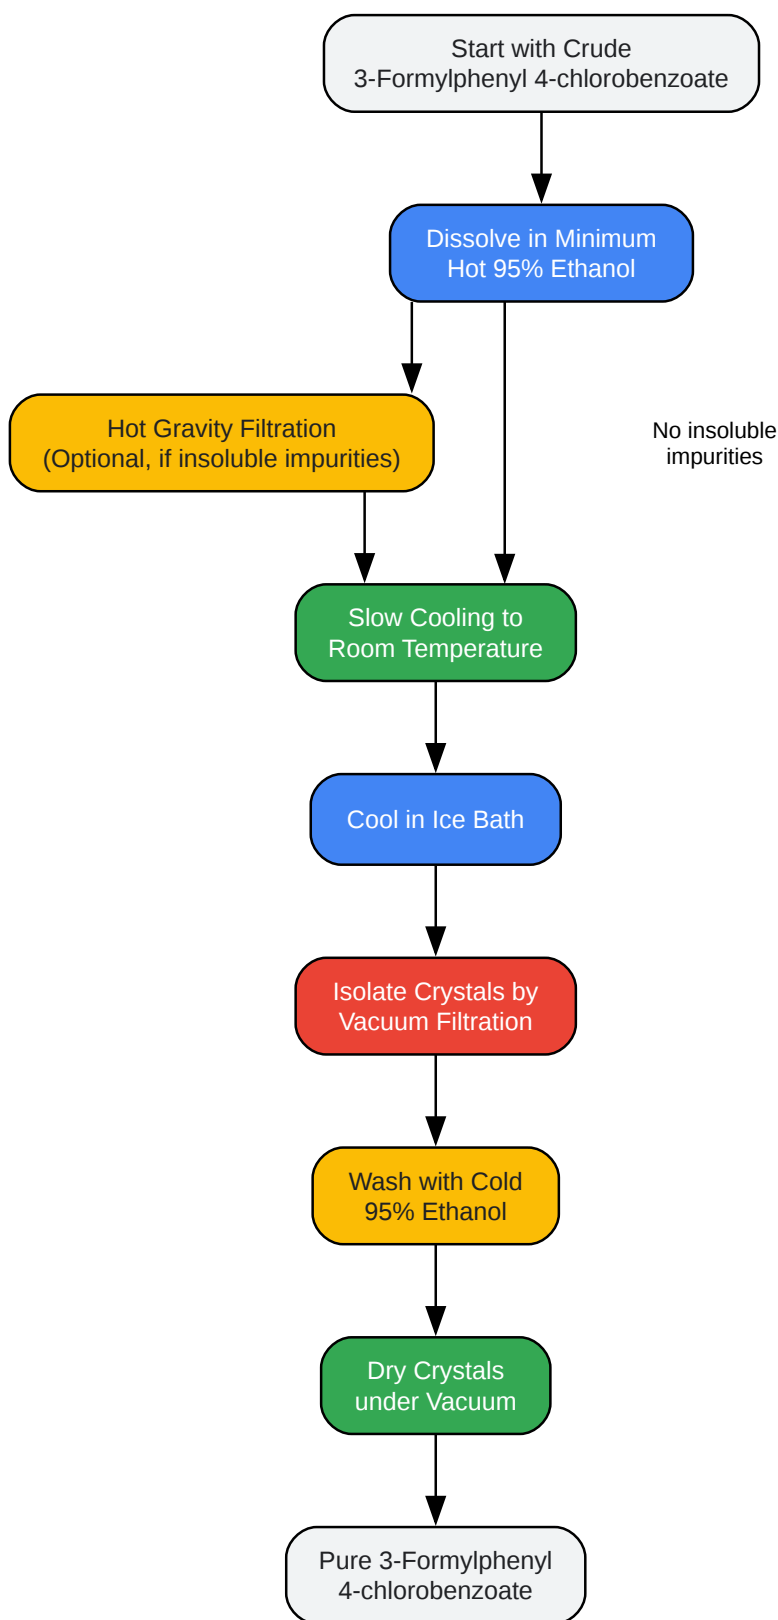 Start with Crude
3-Formylphenyl 4-chlorobenzoate
Dissolve in Minimum
Hot 95% Ethanol
Hot Gravity Filtration
(Optional, if insoluble impurities)
No insoluble
impurities
Slow Cooling to
Room Temperature
Cool in Ice Bath
Isolate Crystals by
Vacuum Filtration
Wash with Cold
95% Ethanol
Dry Crystals
under Vacuum
Pure 3-Formylphenyl
4-chlorobenzoate